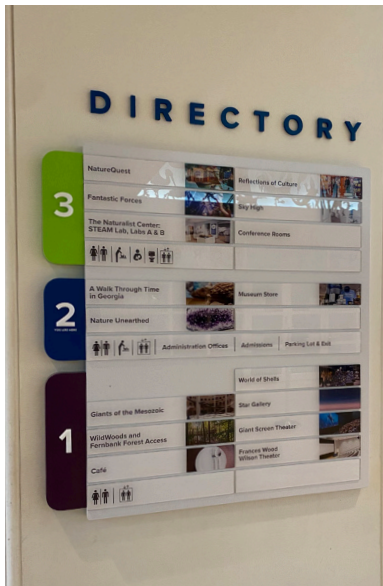 DIRECTORY
3
NatureQuest
Reflections of Culture
Fantastic Forces
Sky High
The Naturalist Center:
STEAM Lab, Labs A & B
Conference Rooms
2
YOU ARE HERE
A Walk Through Time
in Georgia
Museum Store
Nature Unearthed
Administration Offices
Admissions
Parking Lot & Exit
1
World of Shells
Giants of the Mesozoic
Star Gallery
WildWoods and
Fernbank Forest Access
Giant Screen Theater
Café
Frances Wood
Wilson Theater